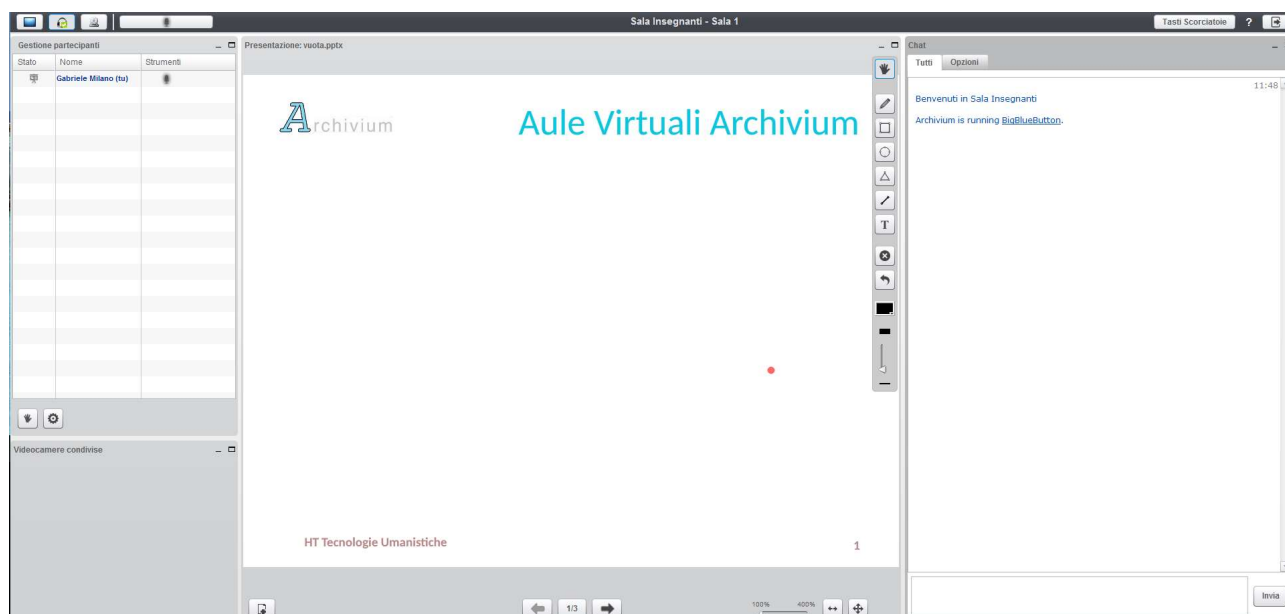 Sala Insegnanti - Sala 1
Tasti Scorciatoie
?
Gestione partecipanti
Stato Nome Strumenti
Gabriele Milano (tu)
Videocamere condivise
Presentazione: vuota.pptx
Archivium
Aule Virtuali Archivium
T
HT Tecnologie Umanistiche
1
1/3
100% 400%
Chat
Tutti Opzioni
11:48
Benvenuti in Sala Insegnanti
Archivium is running BigBlueButton.
Invia